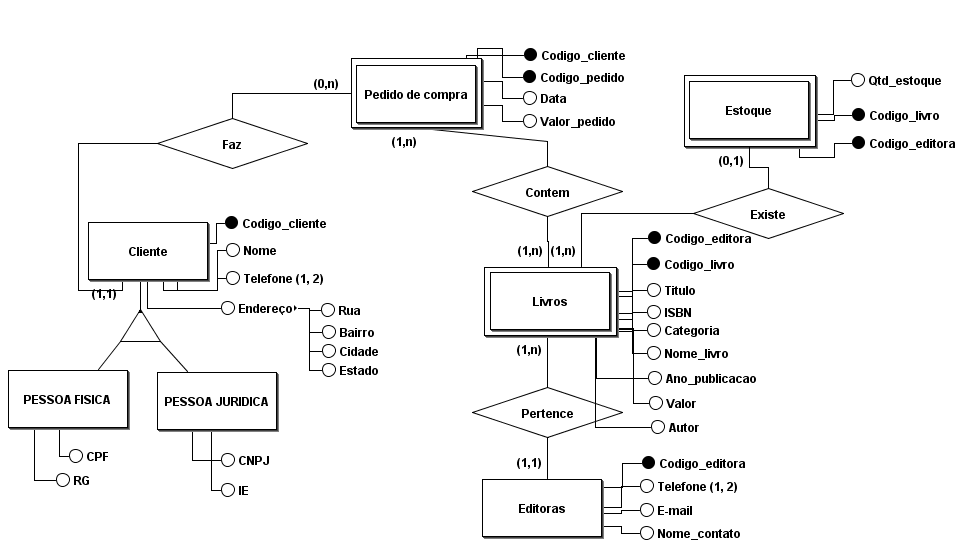 Pedido de compra
Codigo_cliente
Codigo_pedido
Data
Valor_pedido
(0,n)
(1,n)
Faz
Estoque
Qtd_estoque
Codigo_livro
Codigo_editora
(0,1)
Contem
Existe
Cliente
Codigo_cliente
Nome
Telefone (1, 2)
Endereço
Rua
Bairro
Cidade
Estado
(1,1)
(1,n)
(1,n)
Livros
Codigo_editora
Codigo_livro
Titulo
ISBN
Categoria
Nome_livro
Ano_publicacao
Valor
Autor
(1,n)
PESSOA FISICA
CPF
RG
PESSOA JURIDICA
CNPJ
IE
Pertence
(1,1)
Editoras
Codigo_editora
Telefone (1, 2)
E-mail
Nome_contato